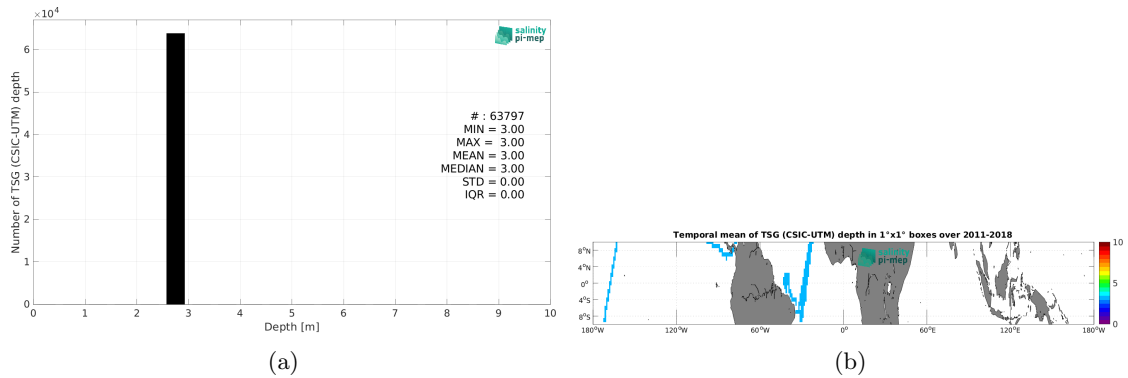 ×10⁴
6
5
4
3
2
1
0
Number of TSG (CSIC-UTM) depth
salinity
pi-mep
# : 63797
MIN = 3.00
MAX = 3.00
MEAN = 3.00
MEDIAN = 3.00
STD = 0.00
IQR = 0.00
0 1 2 3 4 5 6 7 8 9 10
Depth [m]
(a)
Temporal mean of TSG (CSIC-UTM) depth in 1°x1° boxes over 2011-2018
salinity
pi-mep
8°N
4°N
0°
4°S
8°S
180°W 120°W 60°W 0° 60°E 120°E 180°W
10
5
0
(b)